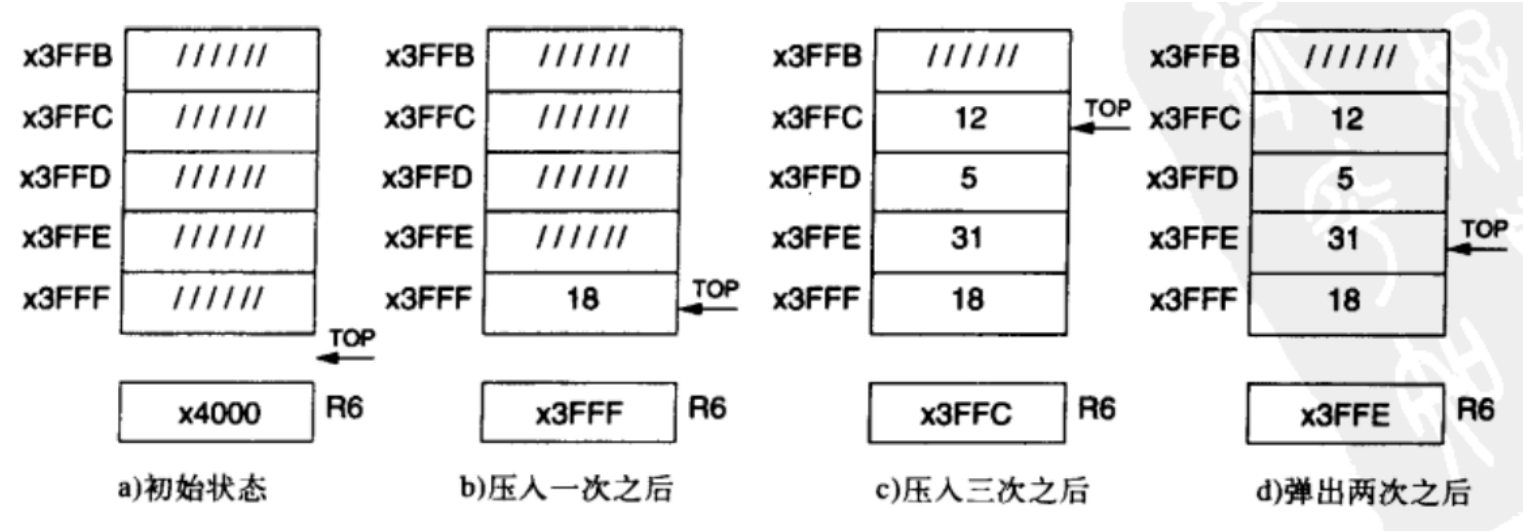 x3FFB ////// x3FFB ////// x3FFB ////// x3FFB //////
x3FFC ////// x3FFC ////// x3FFC 12 TOP x3FFC 12
x3FFD ////// x3FFD ////// x3FFD 5 x3FFD 5
x3FFE ////// x3FFE ////// x3FFE 31 x3FFE 31 TOP
x3FFF ////// x3FFF 18 TOP x3FFF 18 x3FFF 18
TOP
x4000 R6 x3FFF R6 x3FFC R6 x3FFE R6
a)初始状态 b)压入一次之后 c)压入三次之后 d)弹出两次之后